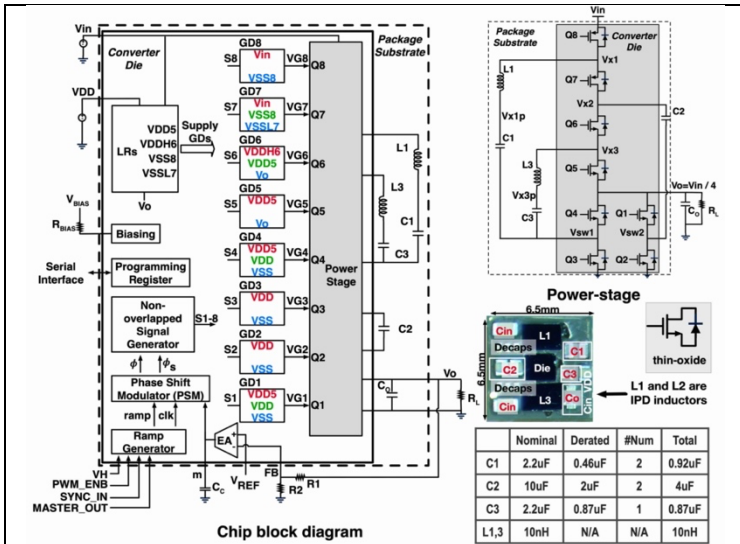 Vin
Converter
Die
Package
Substrate
VDD
VDD5
VDDH6
VSS8
VSSL7
LRs
Vo
Supply
GDs
VBIAS
RBIAS
Biasing
Serial
Interface
Programming
Register
Non-
overlapped
Signal
Generator
S1-8
ϕ
ϕs
Phase Shift
Modulator (PSM)
ramp
clk
Ramp
Generator
VH
PWM_ENB
SYNC_IN
MASTER_OUT
GD8
S8
Vin
VSS8
VG8
Q8
GD7
S7
Vin
VSS8
VSSL7
VG7
Q7
GD6
S6
VDDH6
VDD5
Vo
VG6
Q6
GD5
S5
VDD5
Vo
VG5
Q5
GD4
S4
VDD5
VDD
VSS
VG4
Q4
GD3
S3
VDD
VSS
VG3
Q3
GD2
S2
VDD
VSS
VG2
Q2
GD1
S1
VDD5
VDD
VSS
VG1
Q1
Power
Stage
L1
L3
C1
C3
C2
Vo
CO
RL
EA
+
-
FB
m
CC
VREF
R2
R1
Chip block diagram
Vin
Package
Substrate
Converter
Die
Q8
L1
Vx1
Q7
Vx2
C2
Vx1p
Q6
C1
Vx3
L3
Q5
Vx3p
Vo=Vin / 4
CO
RL
C3
Q4
Q1
Vsw1
Vsw2
Q3
Q2
Power-stage
6.5mm
6.5mm
Cin
L1
Decaps
C1
C2
Die
C3
Decaps
Cin
L3
Co
Cin
VDD
thin-oxide
L1 and L2 are
IPD inductors
Nominal Derated #Num Total
C1 2.2uF 0.46uF 2 0.92uF
C2 10uF 2uF 2 4uF
C3 2.2uF 0.87uF 1 0.87uF
L1,3 10nH N/A N/A 10nH